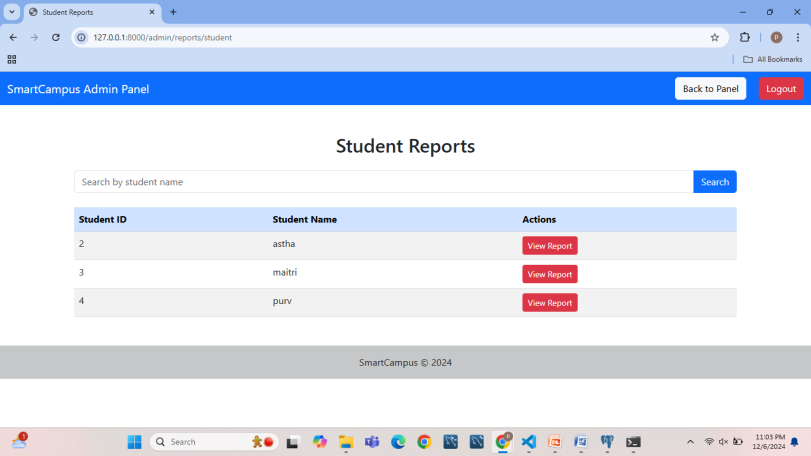 Student Reports
127.0.0.1:8000/admin/reports/student
All Bookmarks
SmartCampus Admin Panel
Back to Panel
Logout
Student Reports
Search by student name
Search
Student ID Student Name Actions
2 astha View Report
3 maitri View Report
4 purv View Report
SmartCampus © 2024
Search
11:03 PM
12/6/2024